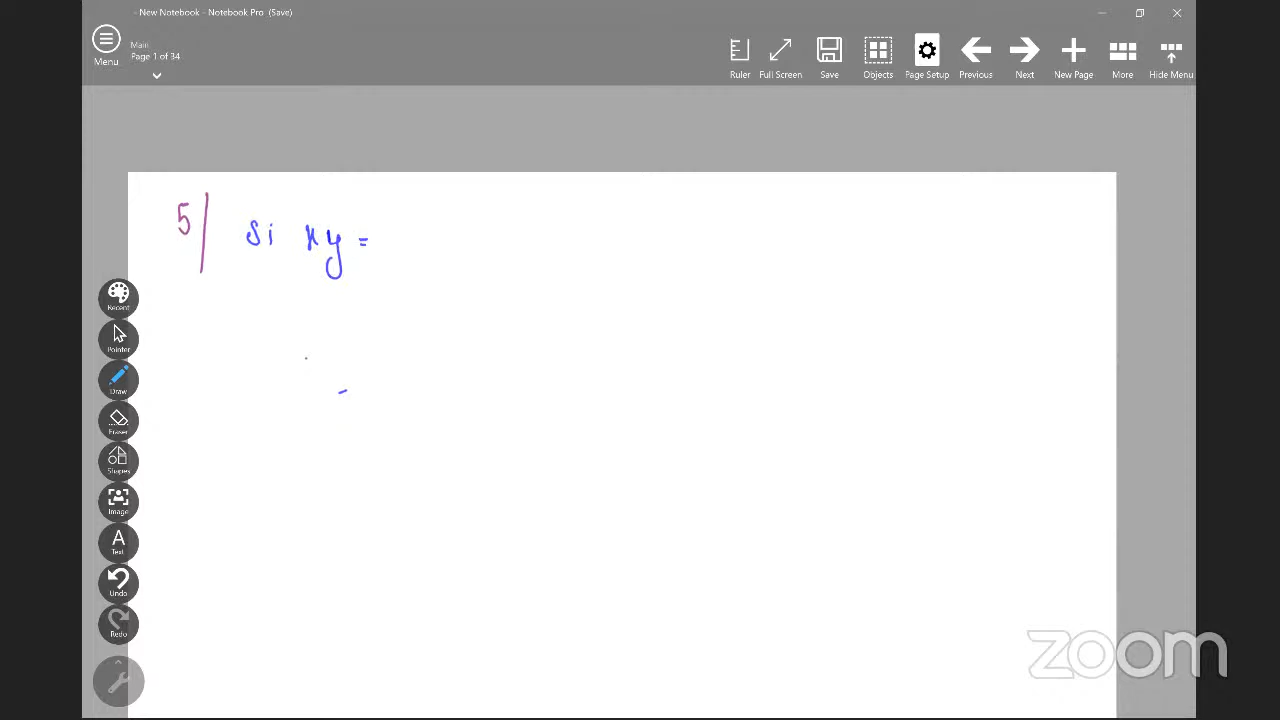 - New Notebook - Notebook Pro (Save)
Menu
Main
Page 1 of 34
Ruler
Full Screen
Save
Objects
Page Setup
Previous
Next
New Page
More
Hide Menu
5/ Si xy =
-
Recent
Pointer
Draw
Eraser
Shapes
Image
A
Text
Undo
Redo
zoom